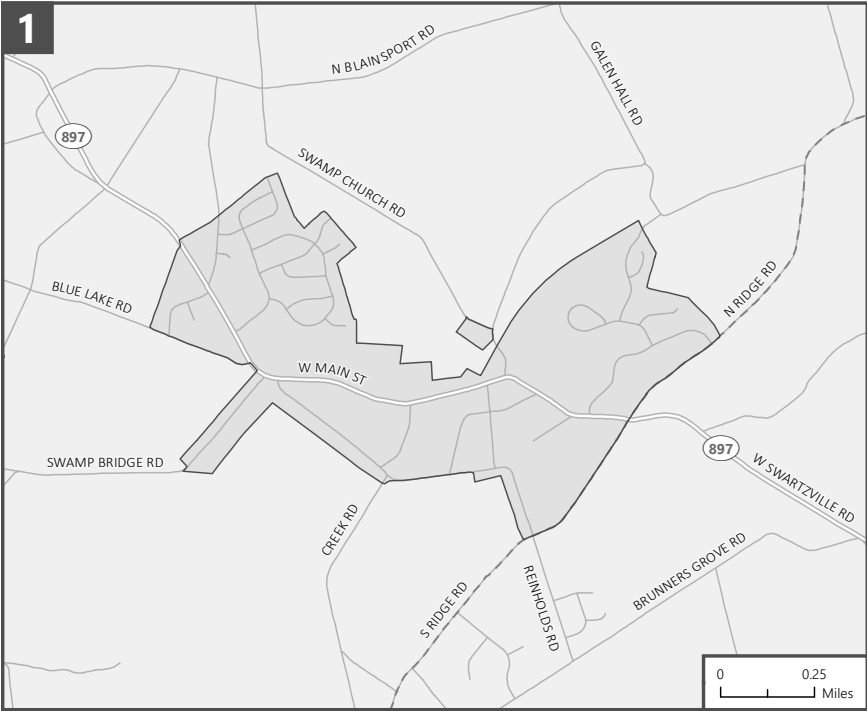 1
N BLAINSPORT RD
GALEN HALL RD
897
SWAMP CHURCH RD
BLUE LAKE RD
N RIDGE RD
W MAIN ST
897
SWAMP BRIDGE RD
W SWARTZVILLE RD
CREEK RD
BRUNNERS GROVE RD
S RIDGE RD
REINHOLDS RD
0 0.25
Miles